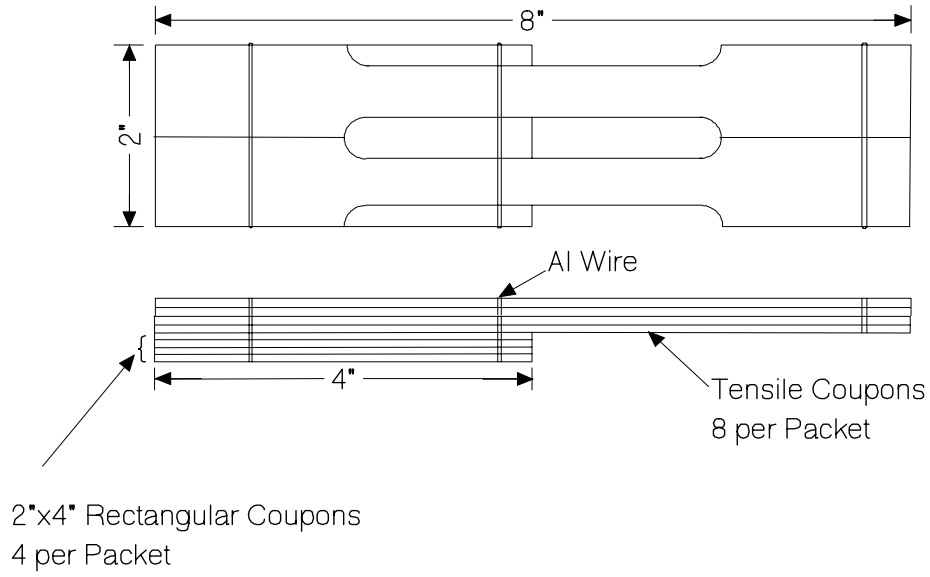 8"
2"
Al Wire
4"
Tensile Coupons
8 per Packet
2"x4" Rectangular Coupons
4 per Packet